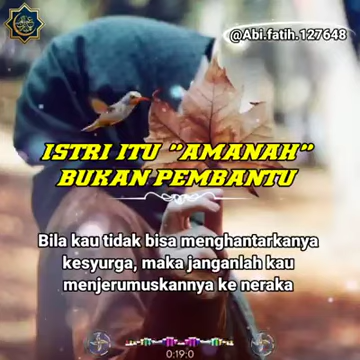 @Abi.fatih.127648
ISTRI ITU "AMANAH"
BUKAN PEMBANTU
Bila kau tidak bisa menghantarkanya
kesyurga, maka janganlah kau
menjerumuskannya ke neraka
0:19:0